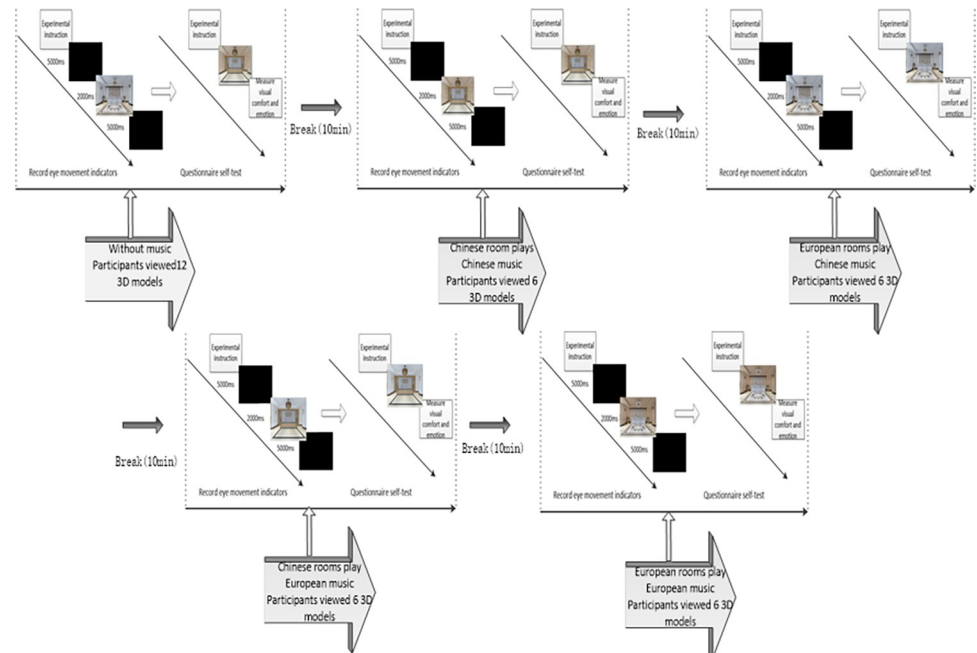 Experimental
instruction
5000ms
2000ms
5000ms
Record eye movement indicators
Experimental
instruction
Measure
visual
comfort and
emotion
Questionnaire self-test
Break(10min)
Experimental
instruction
5000ms
2000ms
5000ms
Record eye movement indicators
Experimental
instruction
Measure
visual
comfort and
emotion
Questionnaire self-test
Break(10min)
Experimental
instruction
5000ms
2000ms
5000ms
Record eye movement indicators
Experimental
instruction
Measure
visual
comfort and
emotion
Questionnaire self-test
Without music
Participants viewed12
3D models
Chinese room plays
Chinese music
Participants viewed 6
3D models
European rooms play
Chinese music
Participants viewed 6 3D
models
Break(10min)
Experimental
instruction
5000ms
2000ms
5000ms
Record eye movement indicators
Experimental
instruction
Measure
visual
comfort and
emotion
Questionnaire self-test
Break(10min)
Experimental
instruction
5000ms
2000ms
5000ms
Record eye movement indicators
Experimental
instruction
Measure
visual
comfort and
emotion
Questionnaire self-test
Chinese rooms play
European music
Participants viewed 6 3D
models
European rooms play
European music
Participants viewed 6 3D
models